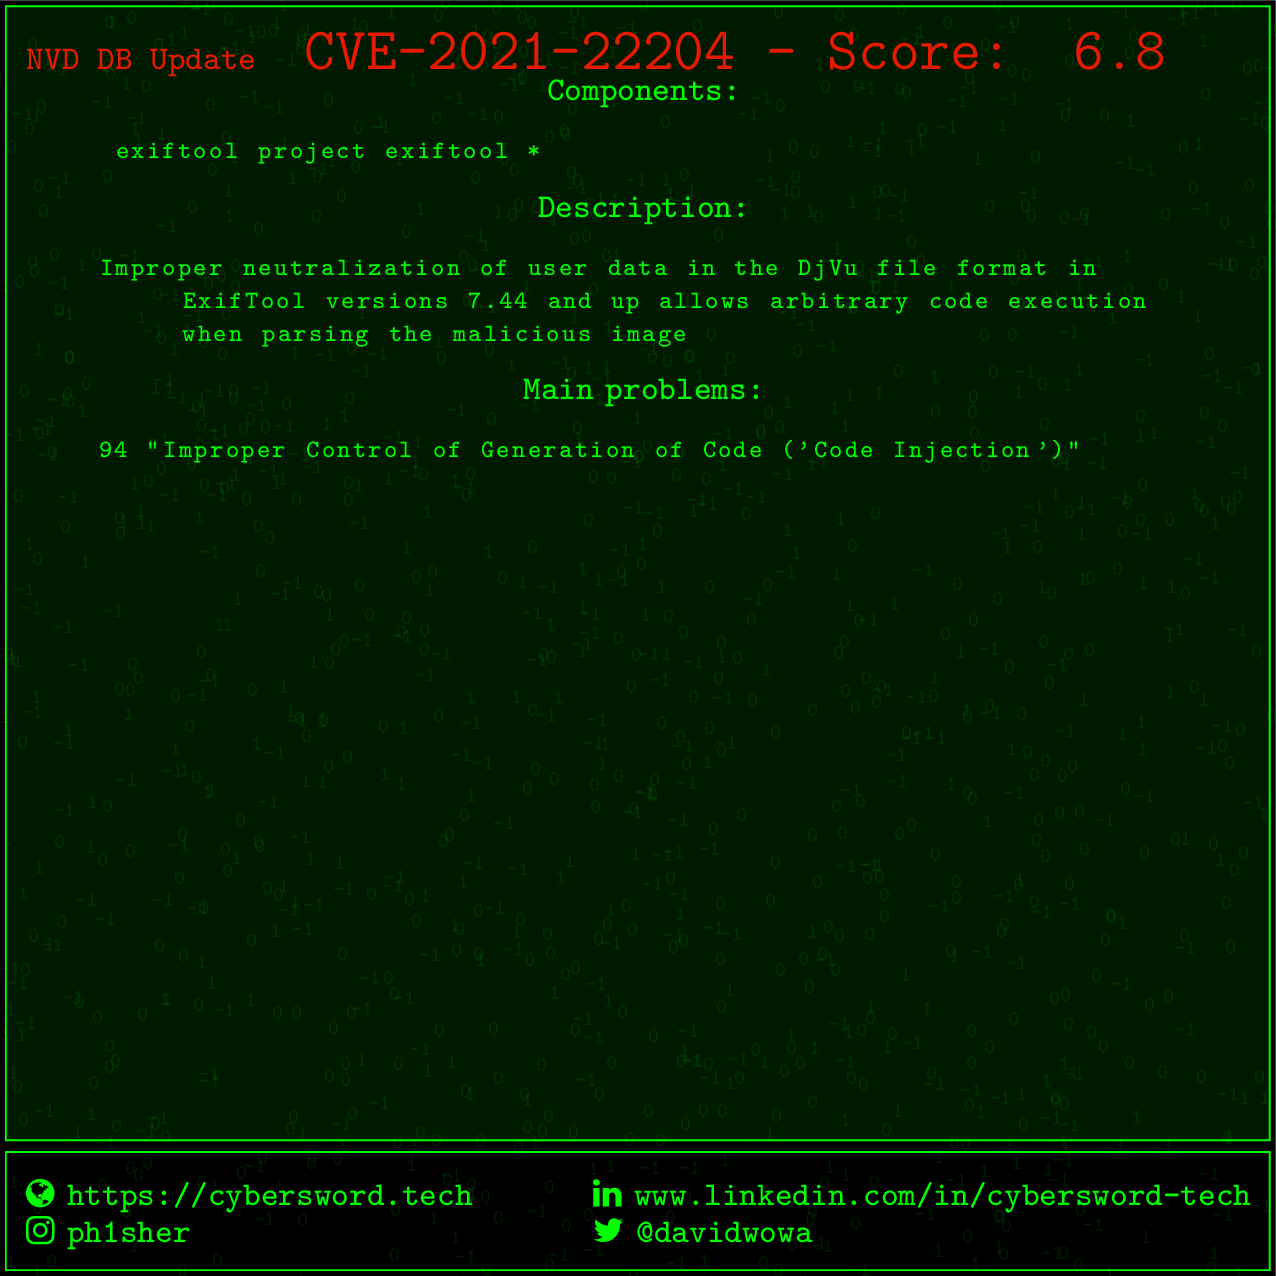 NVD DB Update CVE-2021-22204 - Score: 6.8
Components:
exiftool project exiftool *
Description:
Improper neutralization of user data in the DjVu file format in
ExifTool versions 7.44 and up allows arbitrary code execution
when parsing the malicious image
Main problems:
94 "Improper Control of Generation of Code ('Code Injection')"
https://cybersword.tech
www.linkedin.com/in/cybersword-tech
ph1sher
@davidwowa